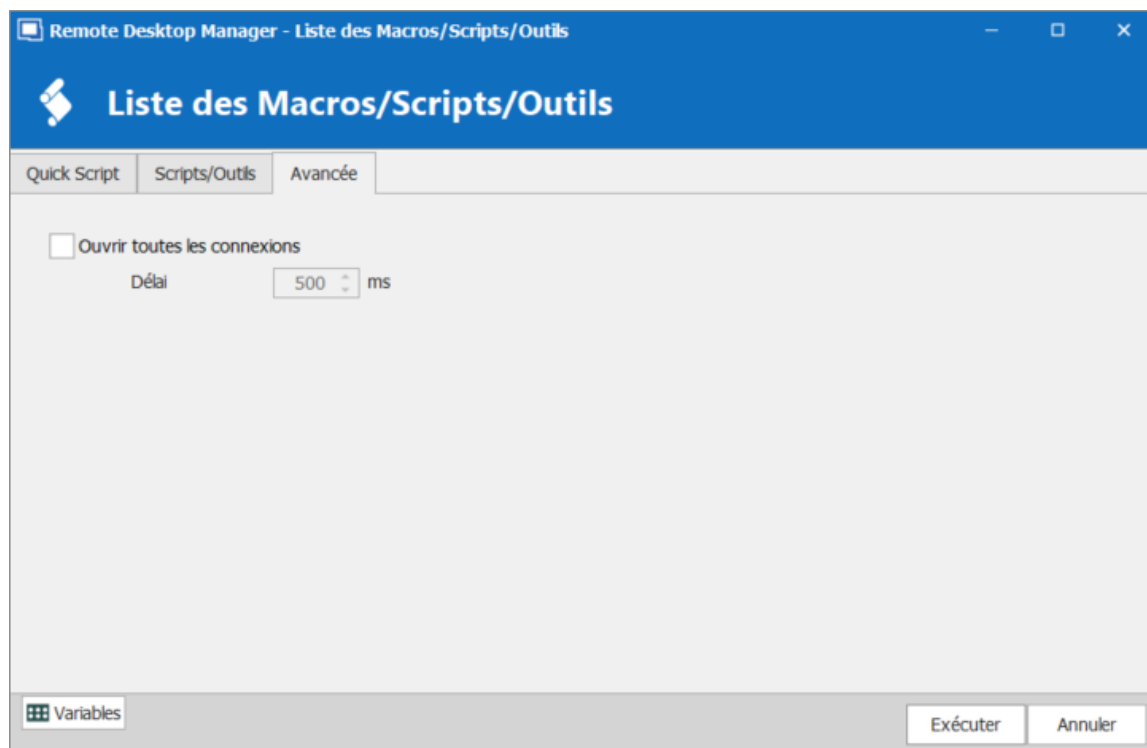 Remote Desktop Manager - Liste des Macros/Scripts/Outils
Liste des Macros/Scripts/Outils
Quick Script Scripts/Outils Avancée
Ouvrir toutes les connexions
Délai 500 ms
Variables
Exécuter Annuler